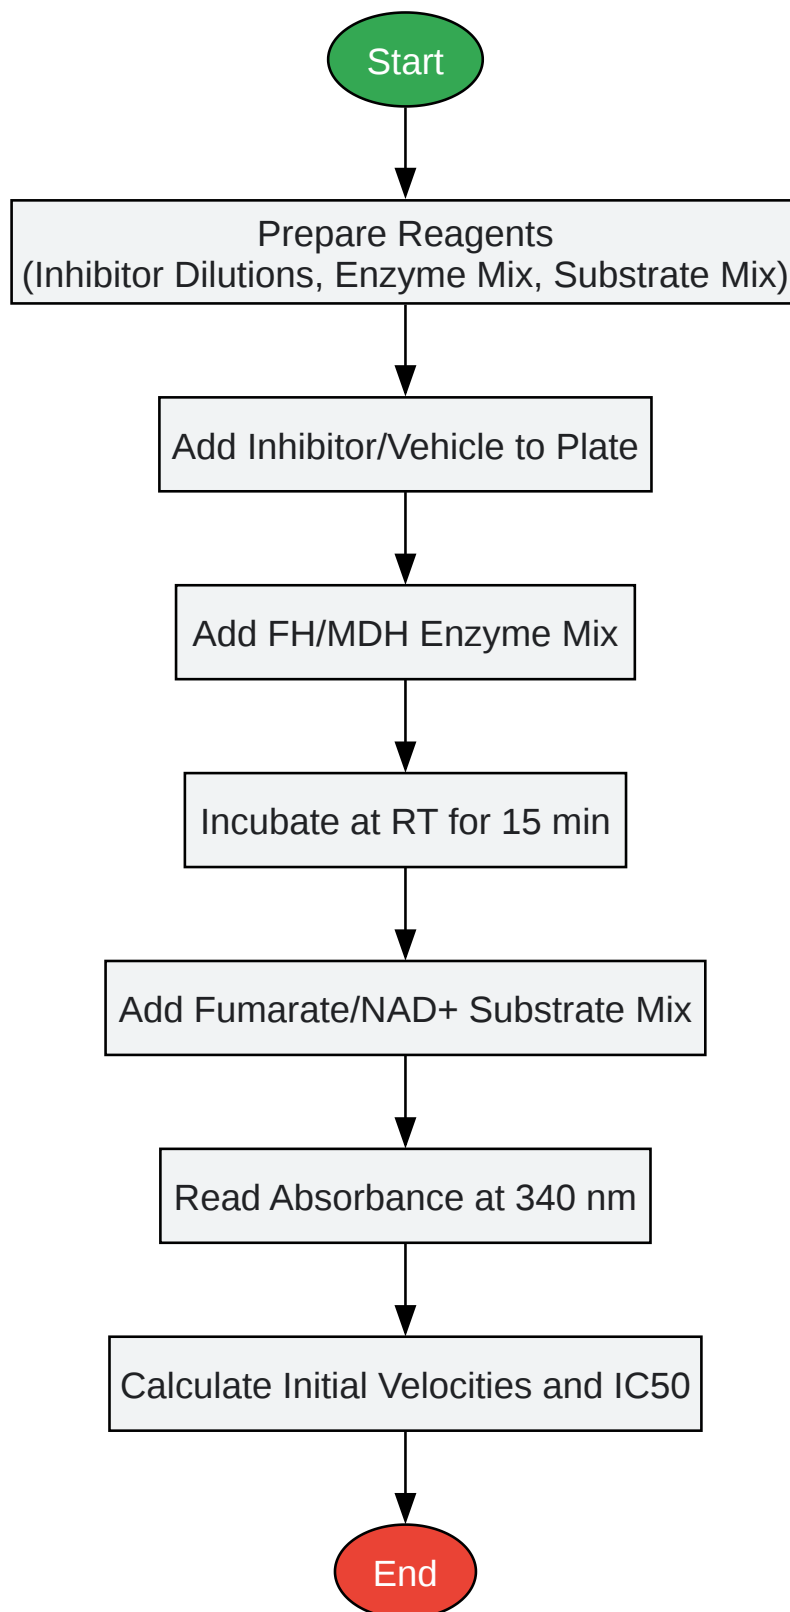 Start
Prepare Reagents
(Inhibitor Dilutions, Enzyme Mix, Substrate Mix)
Add Inhibitor/Vehicle to Plate
Add FH/MDH Enzyme Mix
Incubate at RT for 15 min
Add Fumarate/NAD+ Substrate Mix
Read Absorbance at 340 nm
Calculate Initial Velocities and IC50
End